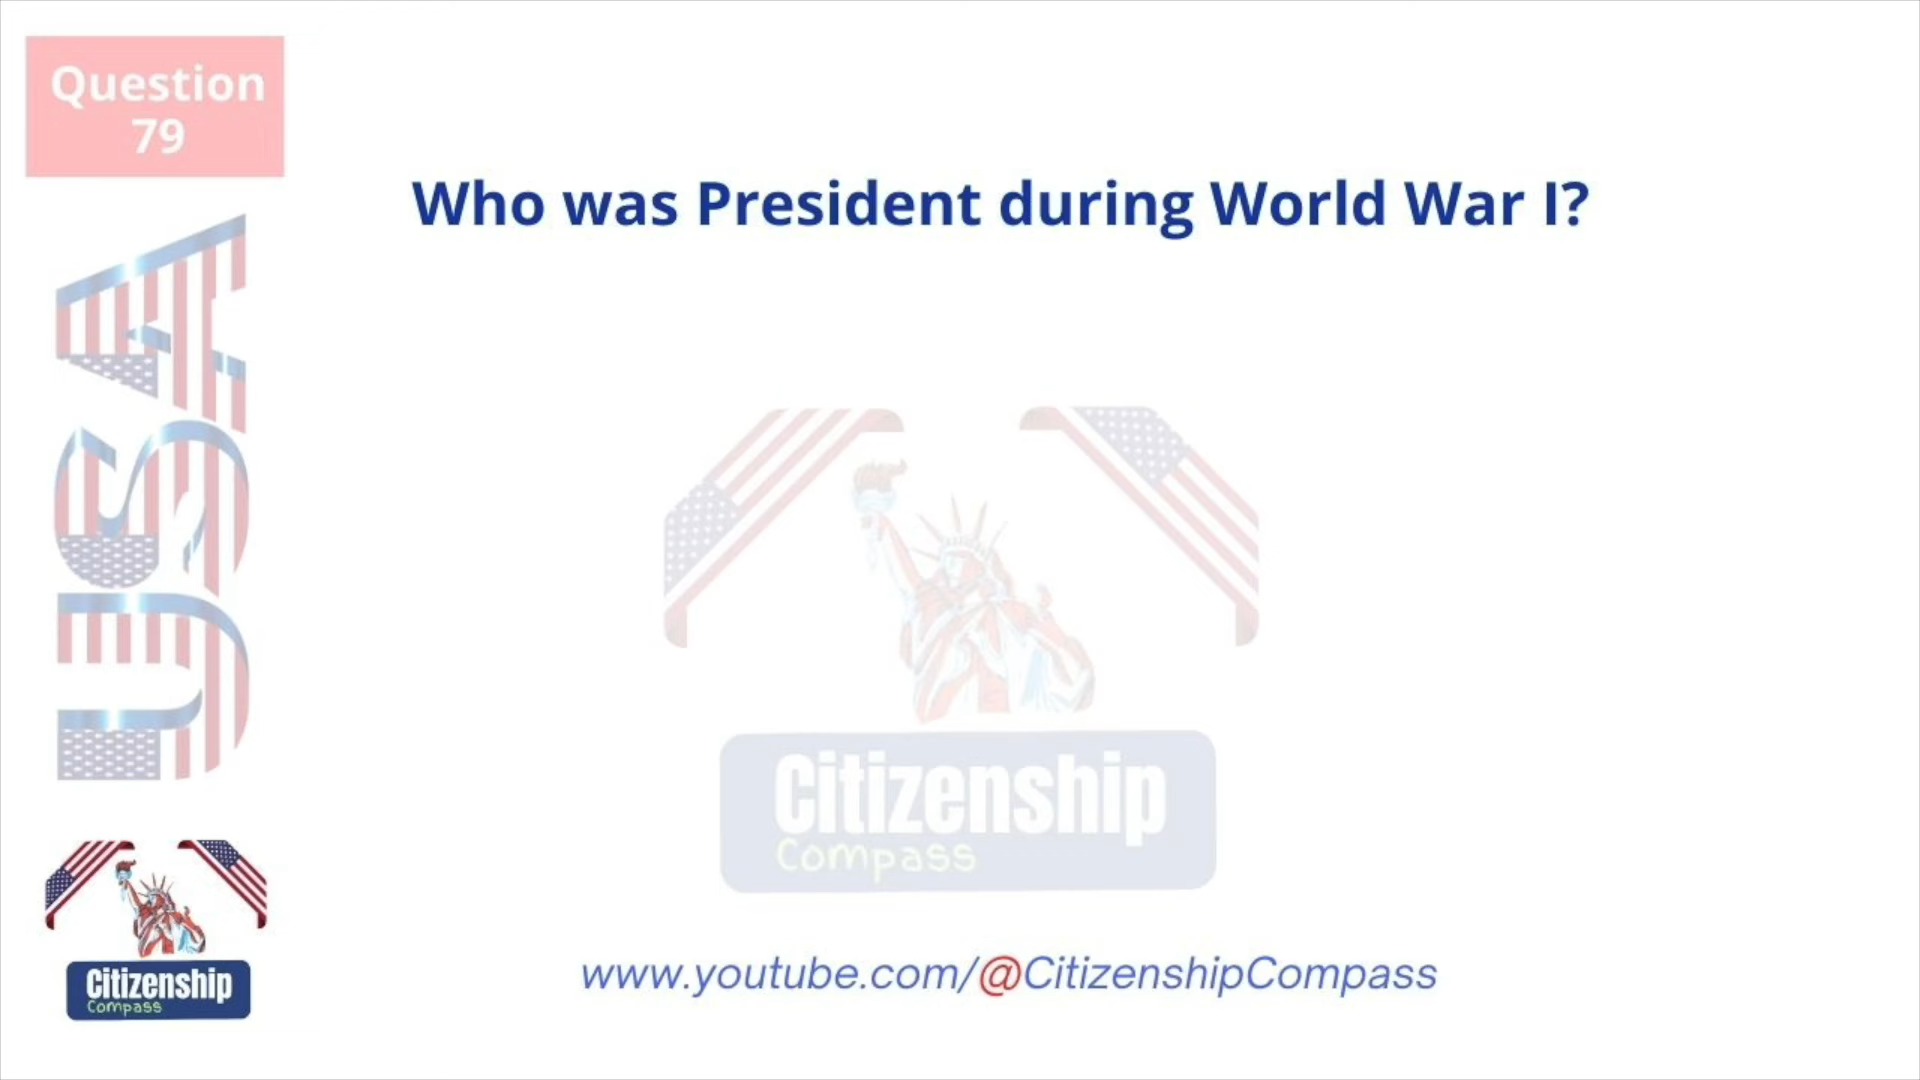 Question
79
Who was President during World War I?
USA
Citizenship
Compass
Citizenship
Compass
www.youtube.com/@CitizenshipCompass